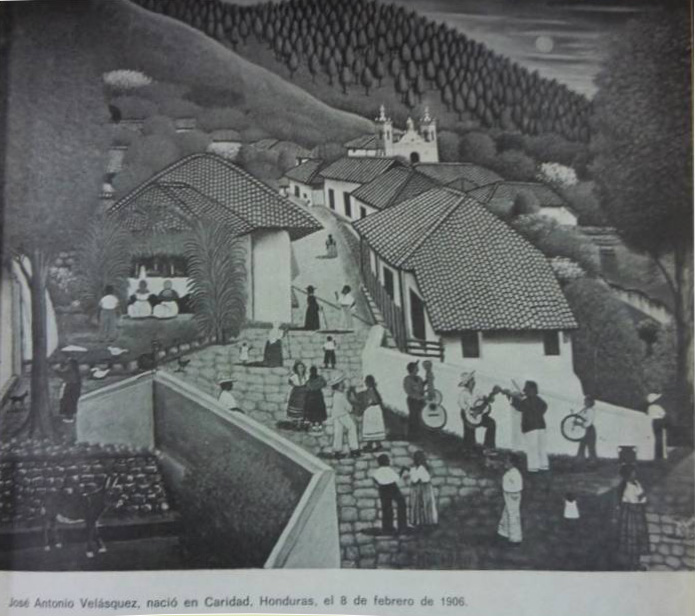 José Antonio Velásquez, nació en Caridad, Honduras, el 8 de febrero de 1906.